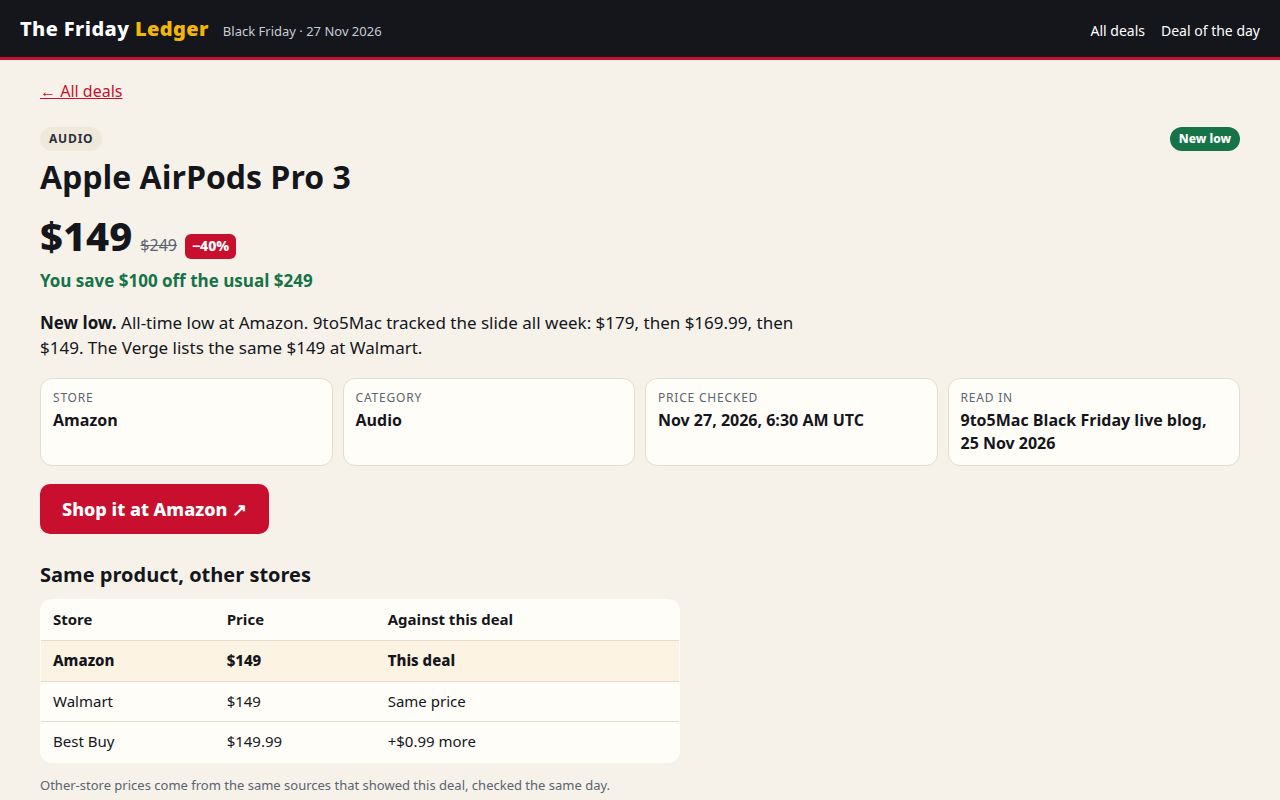 The Friday Ledger Black Friday · 27 Nov 2026 All deals Deal of the day
← All deals
AUDIO New low
Apple AirPods Pro 3
$149 $249 −40%
You save $100 off the usual $249
New low. All-time low at Amazon. 9to5Mac tracked the slide all week: $179, then $169.99, then
$149. The Verge lists the same $149 at Walmart.
STORE CATEGORY PRICE CHECKED READ IN
Amazon Audio Nov 27, 2026, 6:30 AM UTC 9to5Mac Black Friday live blog,
25 Nov 2026
Shop it at Amazon ↗
Same product, other stores
Store Price Against this deal
Amazon $149 This deal
Walmart $149 Same price
Best Buy $149.99 +$0.99 more
Other-store prices come from the same sources that showed this deal, checked the same day.